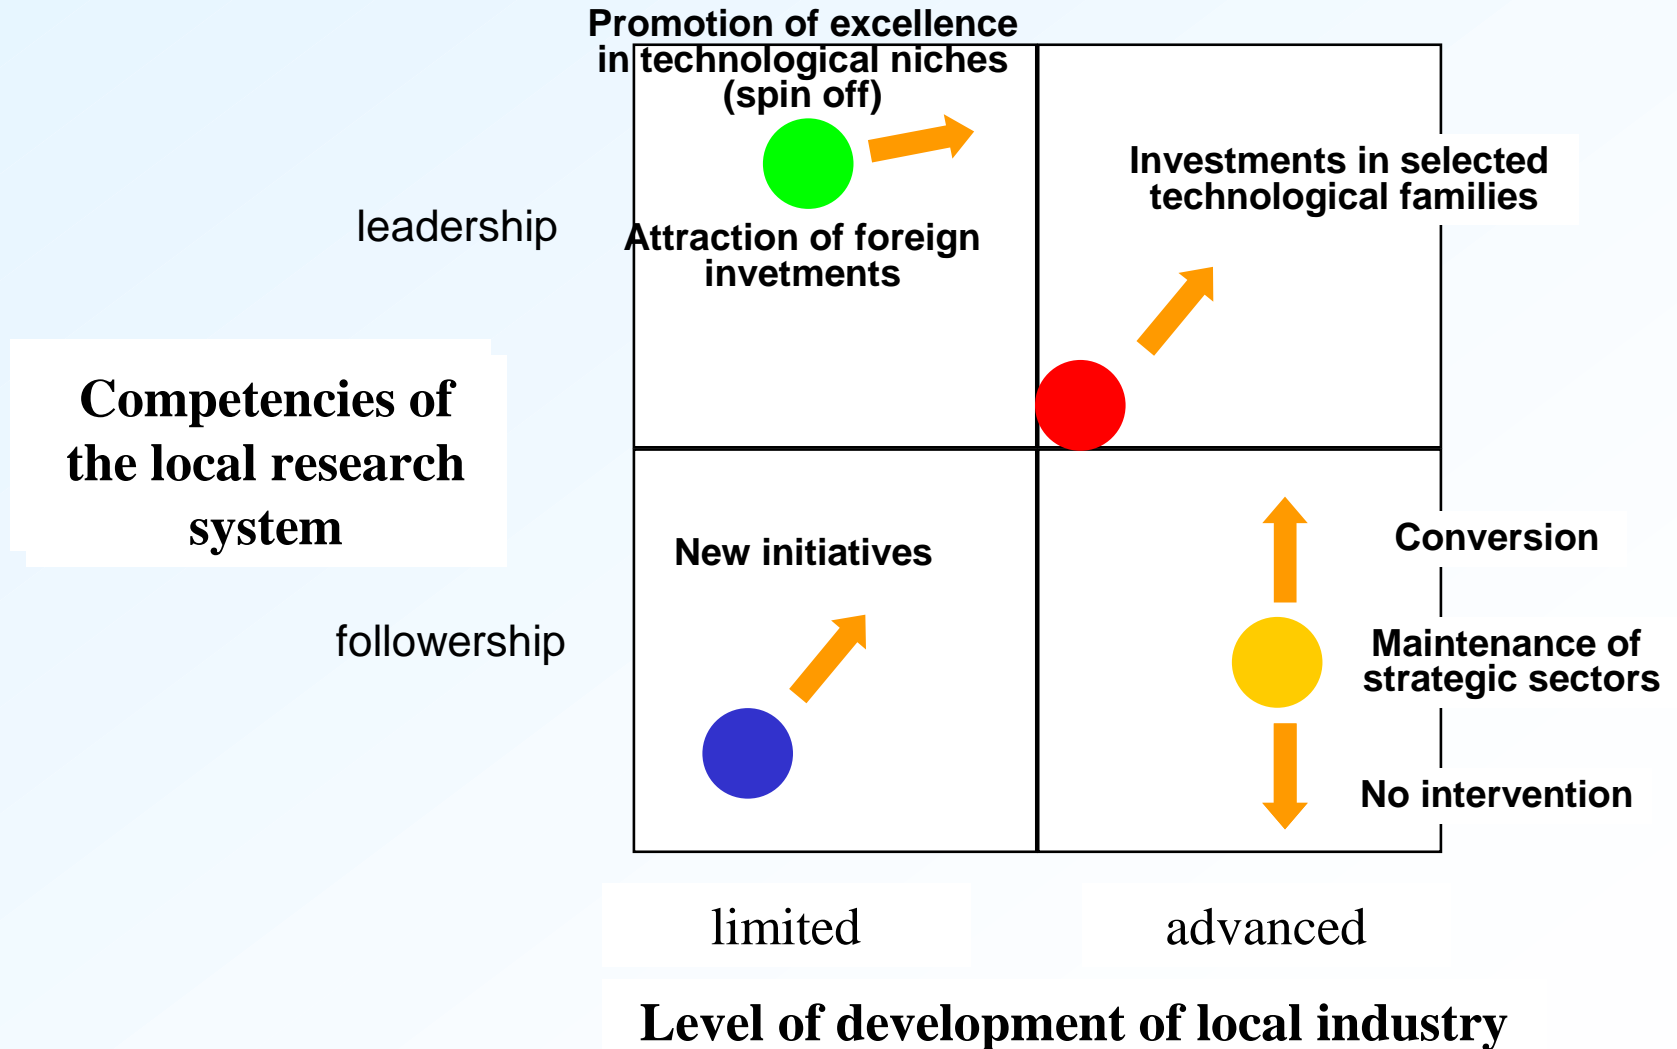 Promotion of excellence
in technological niches
(spin off)
Investments in selected
technological families
leadership
Attraction of foreign
invetments
Competencies of
the local research
system
New initiatives
Conversion
followership
Maintenance of
strategic sectors
No intervention
limited
advanced
Level of development of local industry